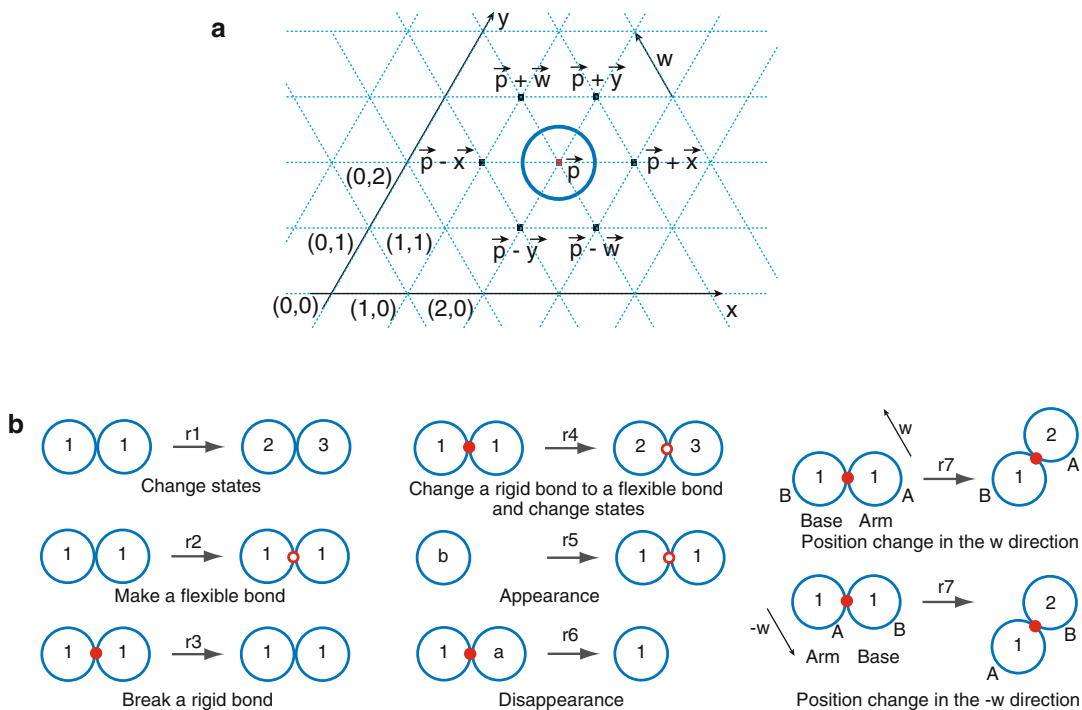 a
y
w
p + w p + y
p - x p p + x
(0,2)
(0,1) (1,1) p - y p - w
(0,0) (1,0) (2,0) x
b
1 1 r1 2 3
Change states
1 1 r2 1 1
Make a flexible bond
1 1 r3 1 1
Break a rigid bond
1 1 r4 2 3
Change a rigid bond to a flexible bond
and change states
b r5 1 1
Appearance
1 a r6 1
Disappearance
w
2
A
B 1 1 A r7 B 1
Base Arm
Position change in the w direction
1 1 r7 2
-w A B B
1
Arm Base A
Position change in the -w direction